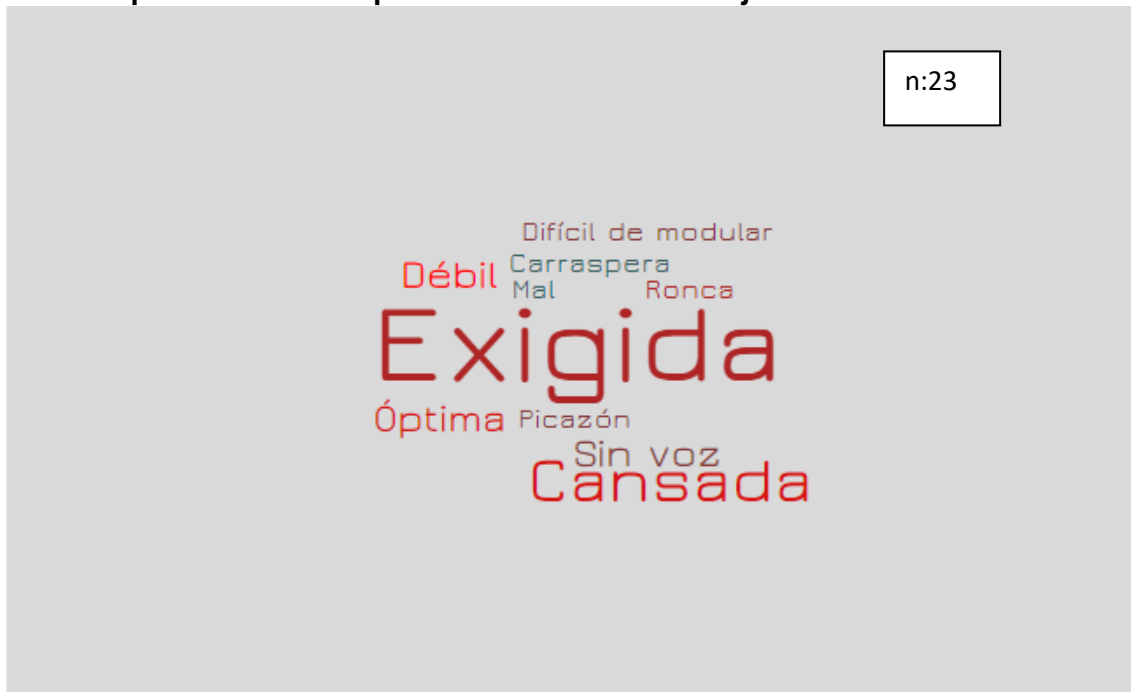 n:23
Difícil de modular
Carraspera
Débil
Mal
Ronca
Exigida
Óptima
Picazón
Sin voz
Cansada